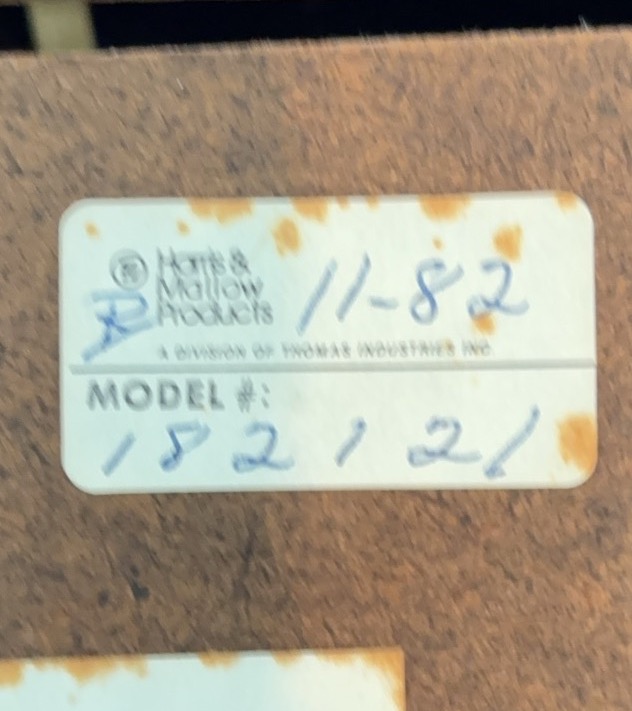 Harris &
Mallow
Products
11-82
A DIVISION OF THOMAS INDUSTRIES INC.
MODEL #:
182121